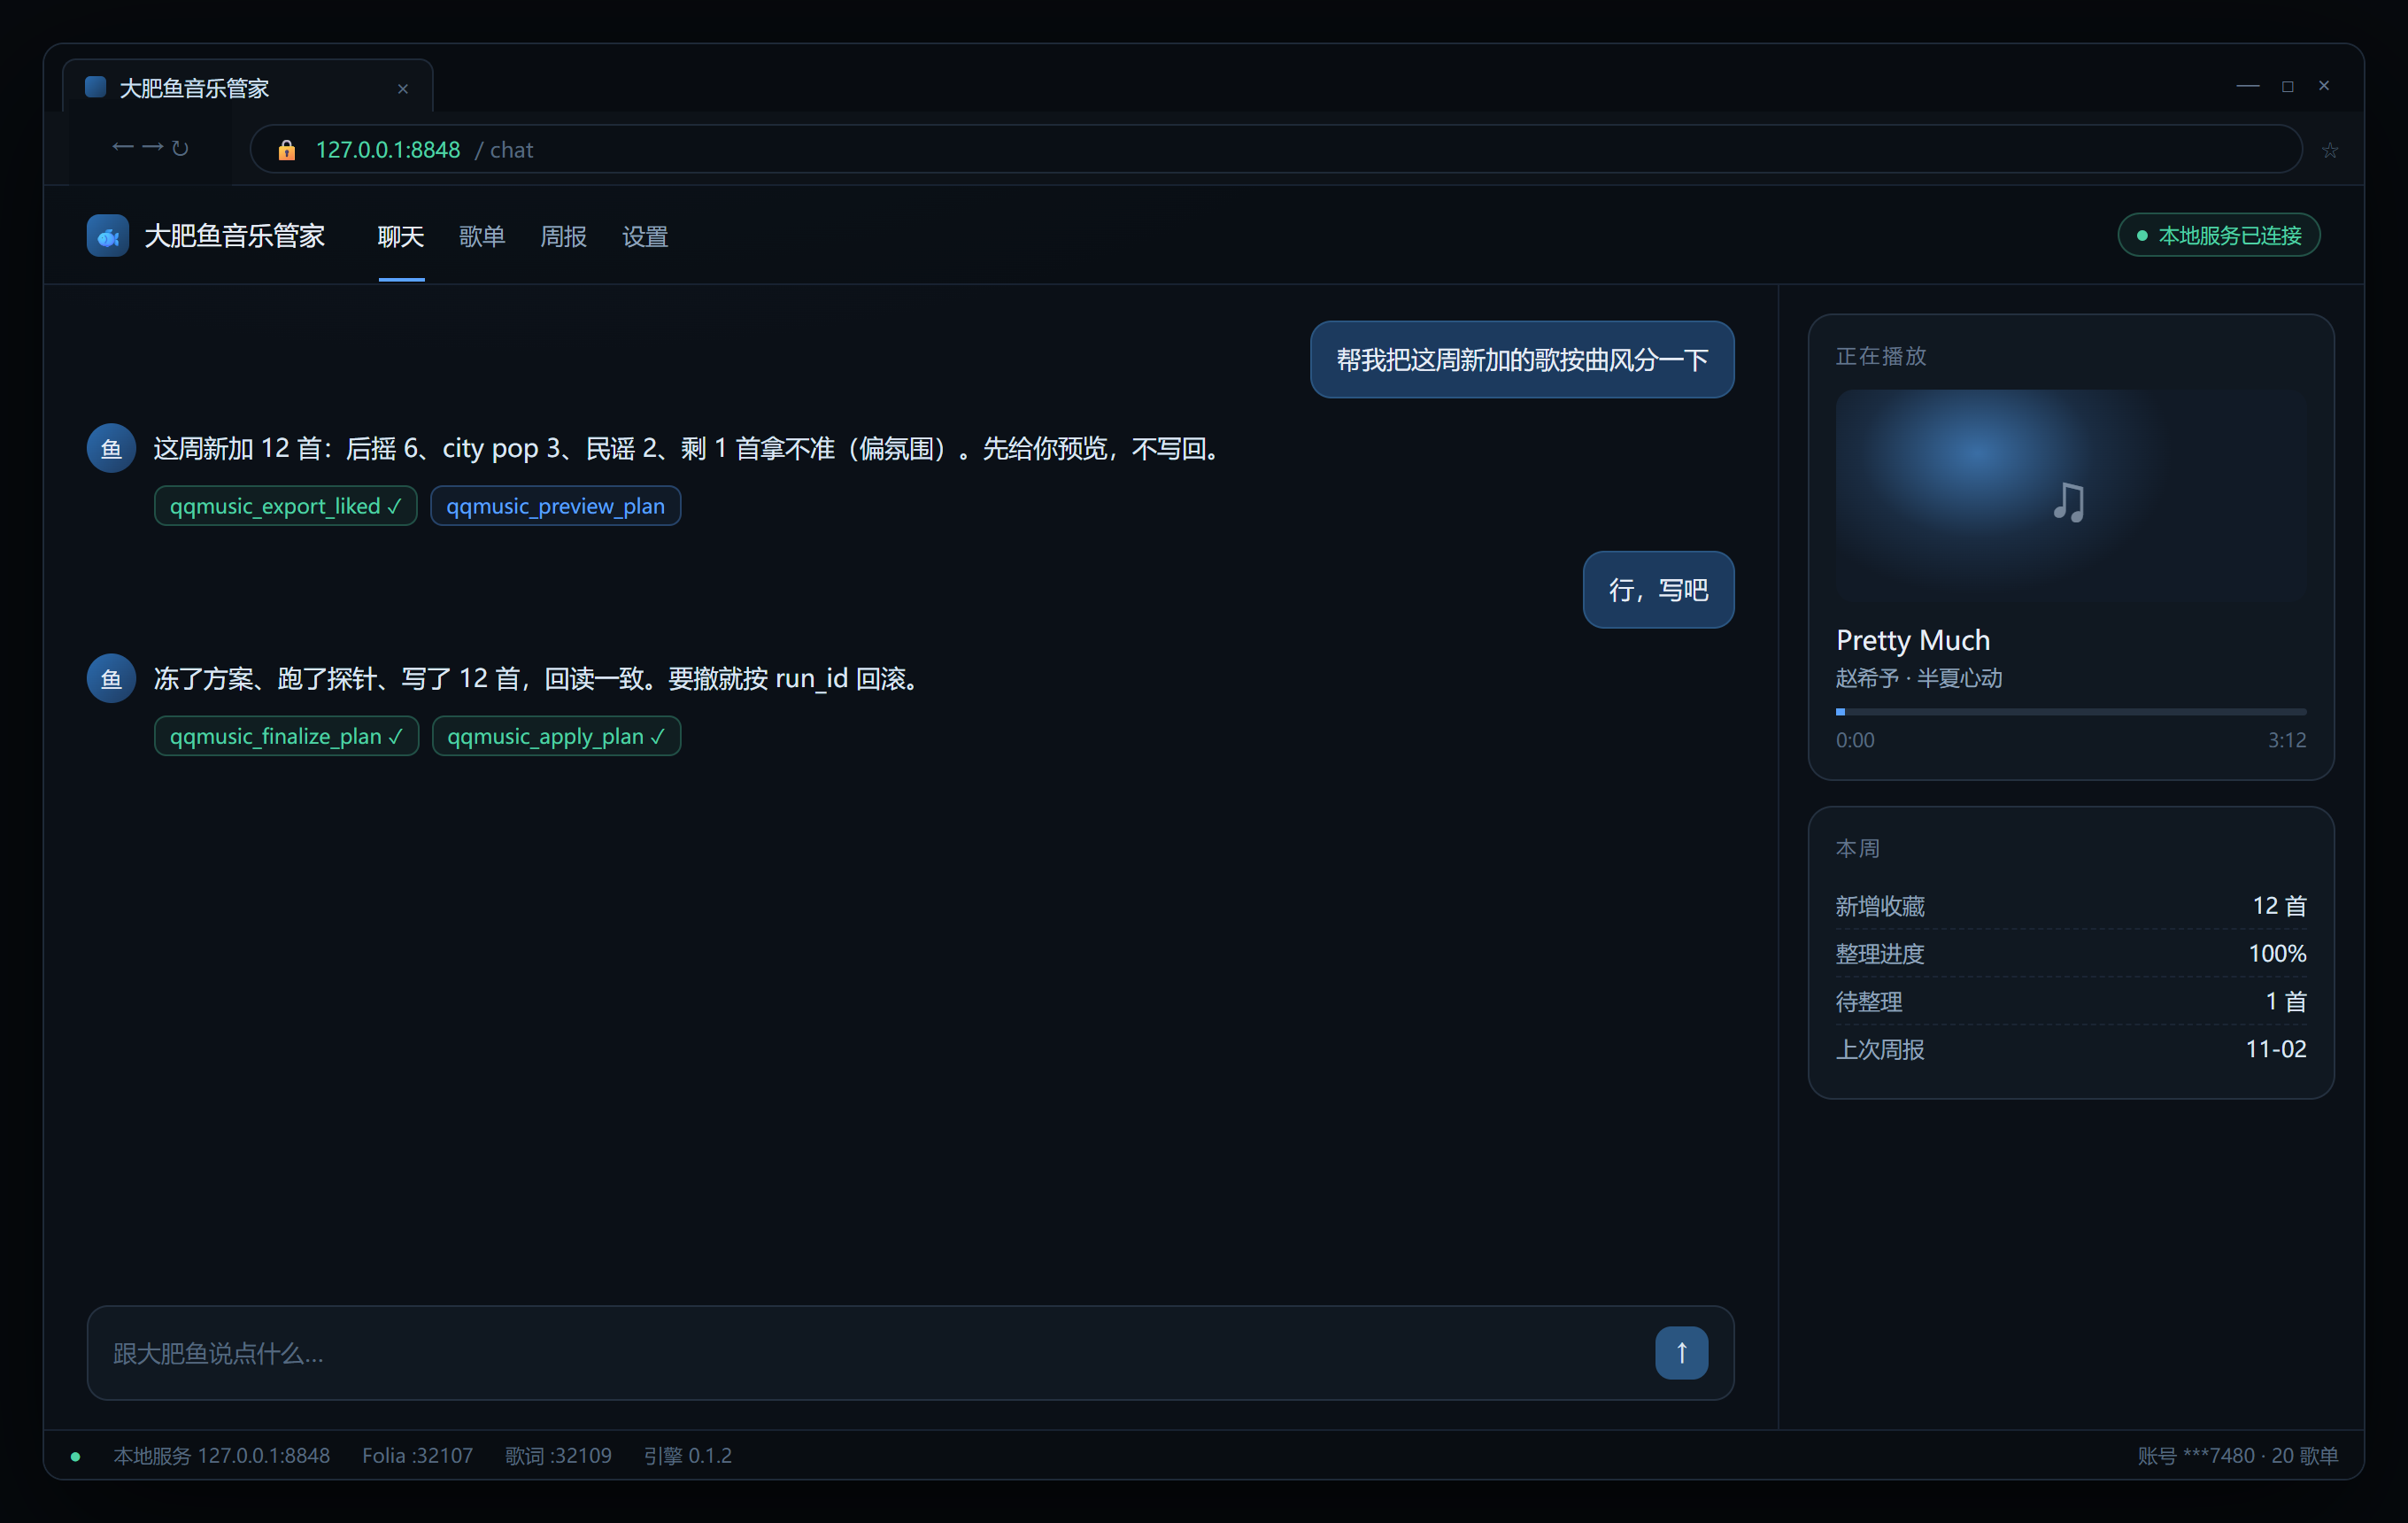 大肥鱼音乐管家 ×
— □ ×
← → ↻ 127.0.0.1:8848 / chat ☆
大肥鱼音乐管家 聊天 歌单 周报 设置 本地服务已连接
帮我把这周新加的歌按曲风分一下
鱼 这周新加 12 首：后摇 6、city pop 3、民谣 2、剩 1 首拿不准（偏氛围）。先给你预览，不写回。
qqmusic_export_liked ✓ qqmusic_preview_plan
行，写吧
鱼 冻了方案、跑了探针、写了 12 首，回读一致。要撤就按 run_id 回滚。
qqmusic_finalize_plan ✓ qqmusic_apply_plan ✓
跟大肥鱼说点什么...
↑
正在播放
♫
Pretty Much
赵希予 · 半夏心动
0:00 3:12
本周
新增收藏 12 首
整理进度 100%
待整理 1 首
上次周报 11-02
本地服务 127.0.0.1:8848 Folia :32107 歌词 :32109 引擎 0.1.2 账号 ***7480 · 20 歌单